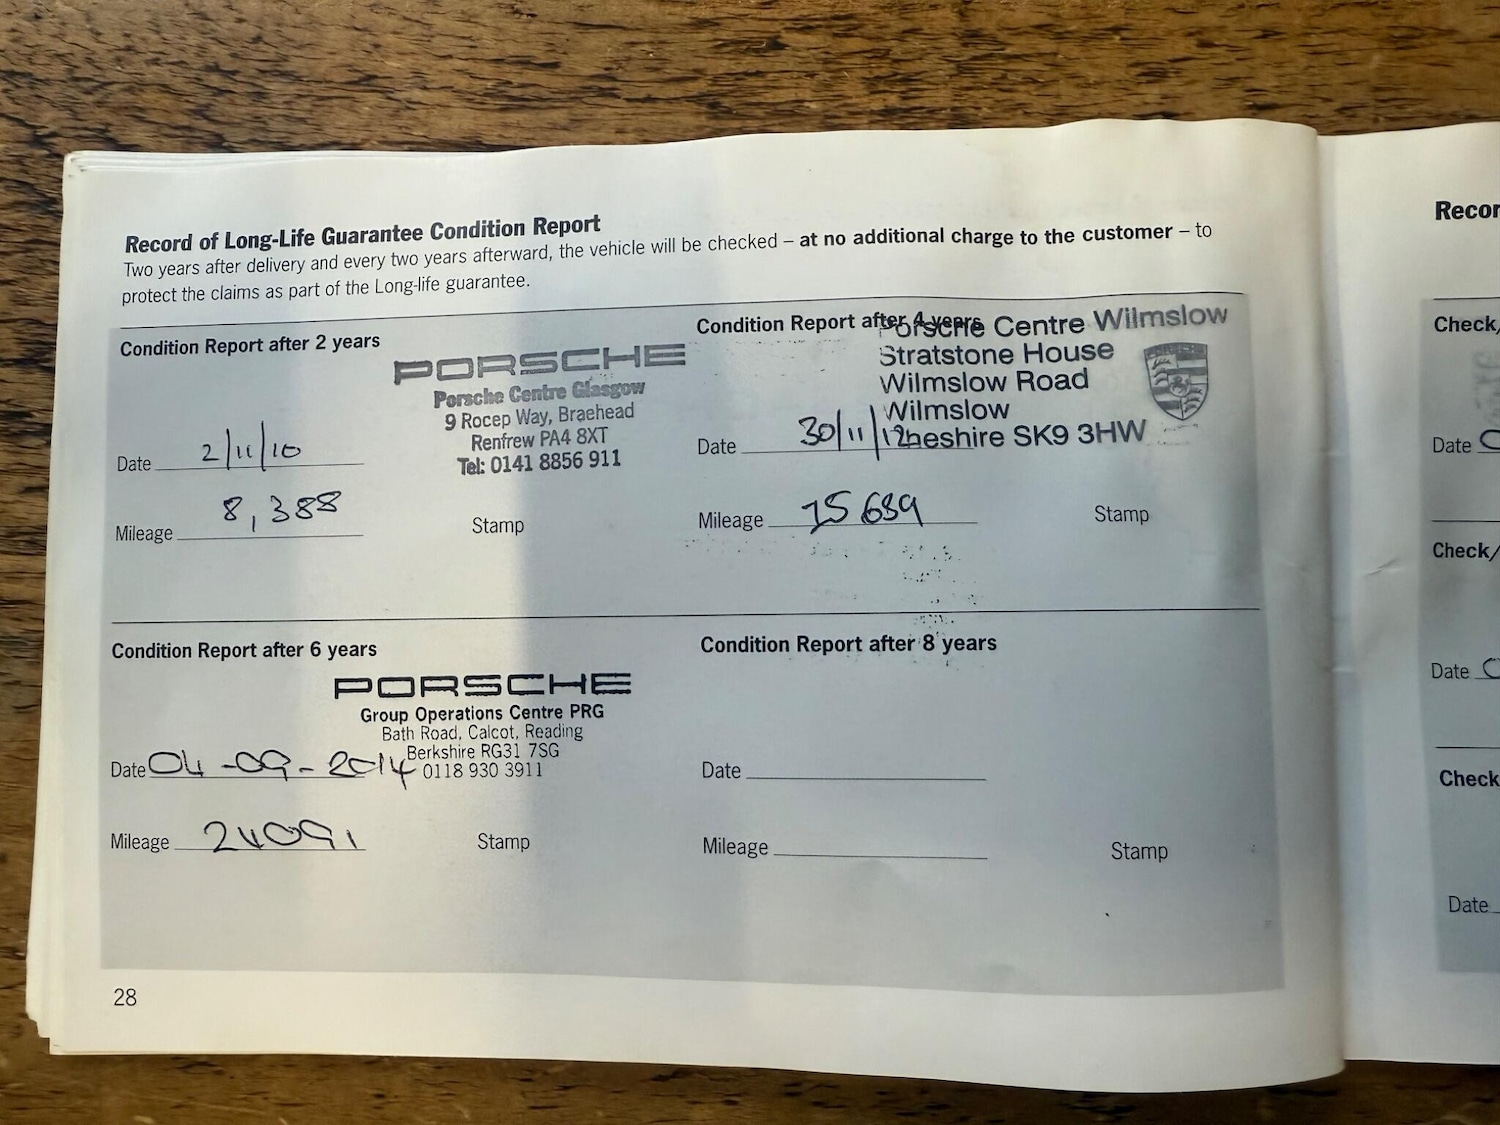 Record of Long-Life Guarantee Condition Report
Two years after delivery and every two years afterward, the vehicle will be checked – at no additional charge to the customer – to
protect the claims as part of the Long-life guarantee.
Condition Report after 2 years
PORSCHE
Porsche Centre Glasgow
9 Rocep Way, Braehead
Renfrew PA4 8XT
Tel: 0141 8856 911
Date 2/11/10
Mileage 8,388
Stamp
Condition Report after 4 years
Porsche Centre Wilmslow
Stratstone House
Wilmslow Road
Wilmslow
Cheshire SK9 3HW
PORSCHE
Date 30/11/12
Mileage 15689
Stamp
Condition Report after 6 years
PORSCHE
Group Operations Centre PRG
Bath Road, Calcot, Reading
Berkshire RG31 7SG
0118 930 3911
Date 04-09-2014
Mileage 24091
Stamp
Condition Report after 8 years
Date
Mileage
Stamp
28
Recor
Check/
Date
Check/
Date
Check
Date